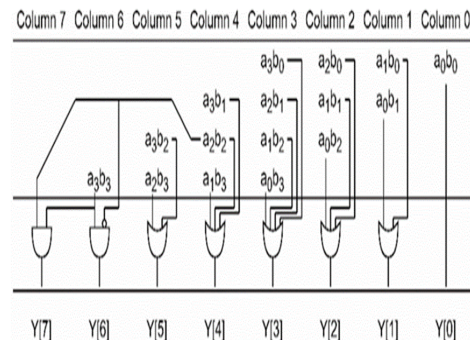 Column 7 Column 6 Column 5 Column 4 Column 3 Column 2 Column 1 Column 0
a₃b₀ a₂b₀ a₁b₀ a₀b₀
a₃b₁ a₂b₁ a₁b₁ a₀b₁
a₃b₂ a₂b₂ a₁b₂ a₀b₂
a₃b₃ a₂b₃ a₁b₃ a₀b₃
Y[7] Y[6] Y[5] Y[4] Y[3] Y[2] Y[1] Y[0]